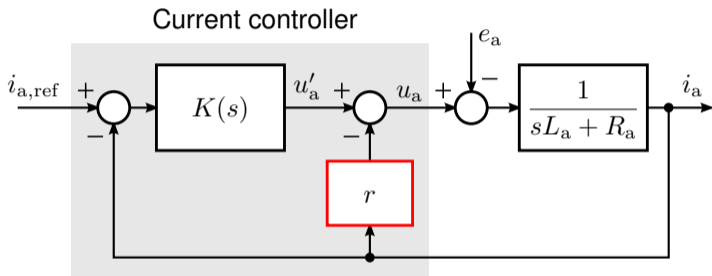 Current controller
i_a,ref
+
−
K(s)
u'_a
+
−
u_a
+
e_a
−
1
sL_a + R_a
i_a
r